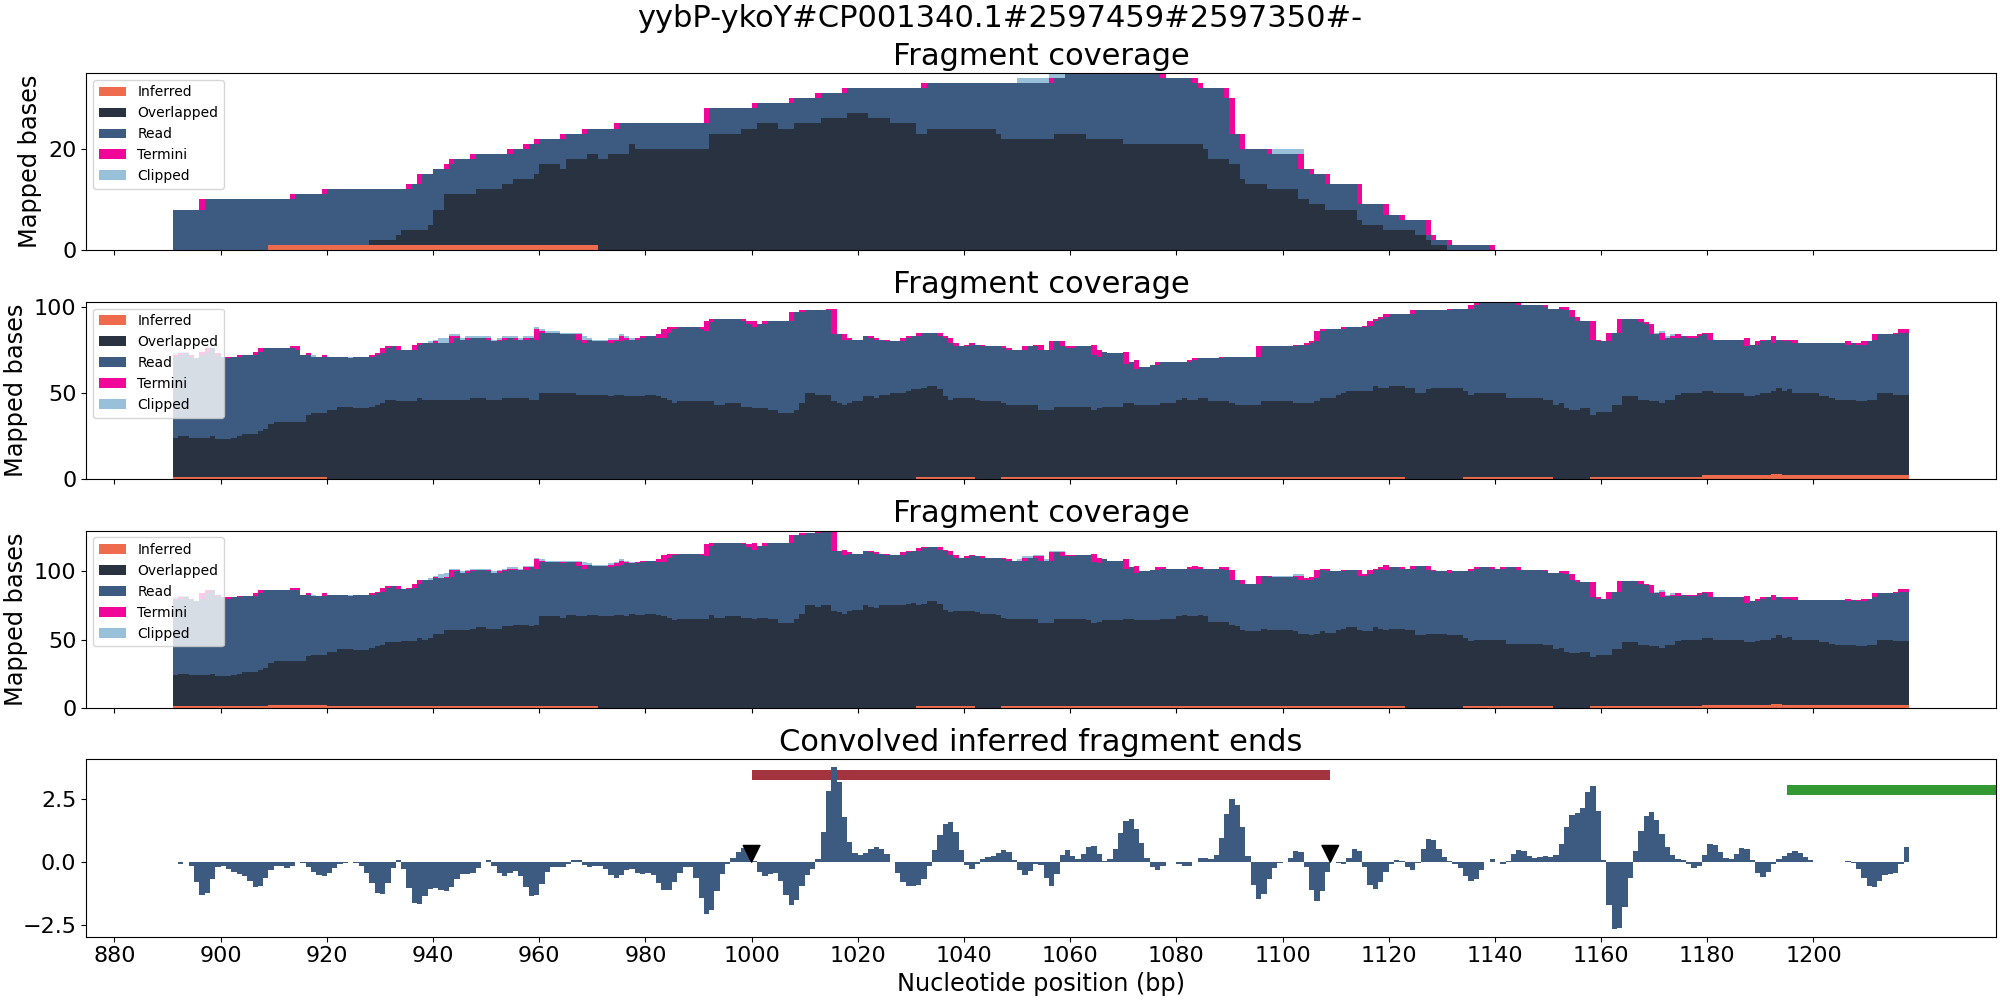 yybP-ykoY#CP001340.1#2597459#2597350#-
Fragment coverage
Mapped bases
20
0
Inferred
Overlapped
Read
Termini
Clipped
Fragment coverage
Mapped bases
100
50
0
Inferred
Overlapped
Read
Termini
Clipped
Fragment coverage
Mapped bases
100
50
0
Inferred
Overlapped
Read
Termini
Clipped
Convolved inferred fragment ends
2.5
0.0
−2.5
880 900 920 940 960 980 1000 1020 1040 1060 1080 1100 1120 1140 1160 1180 1200
Nucleotide position (bp)